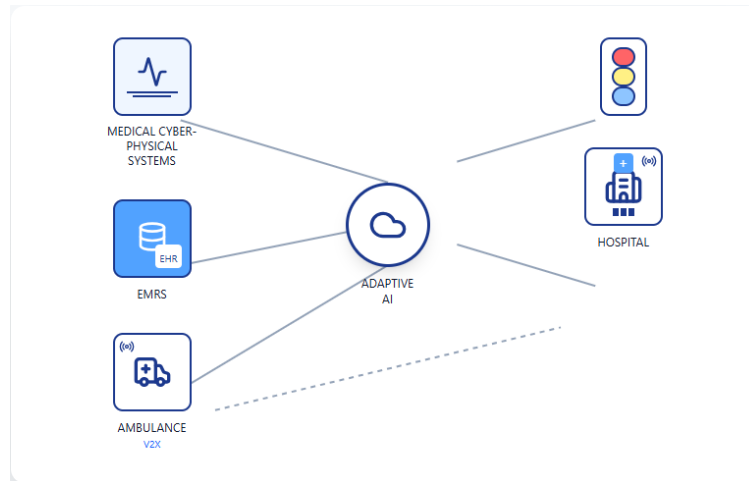 MEDICAL CYBER-
PHYSICAL
SYSTEMS
EHR
EMRS
AMBULANCE
V2X
ADAPTIVE
AI
+
HOSPITAL